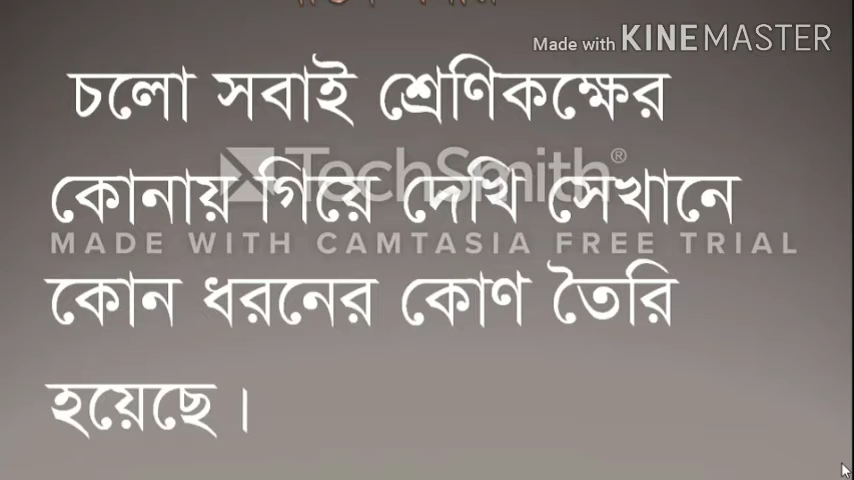 Made with KINEMASTER
চলো সবাই শ্রেণিকক্ষের
TechSmith®
কোনায় গিয়ে দেখি সেখানে
MADE WITH CAMTASIA FREE TRIAL
কোন ধরনের কোণ তৈরি
হয়েছে।